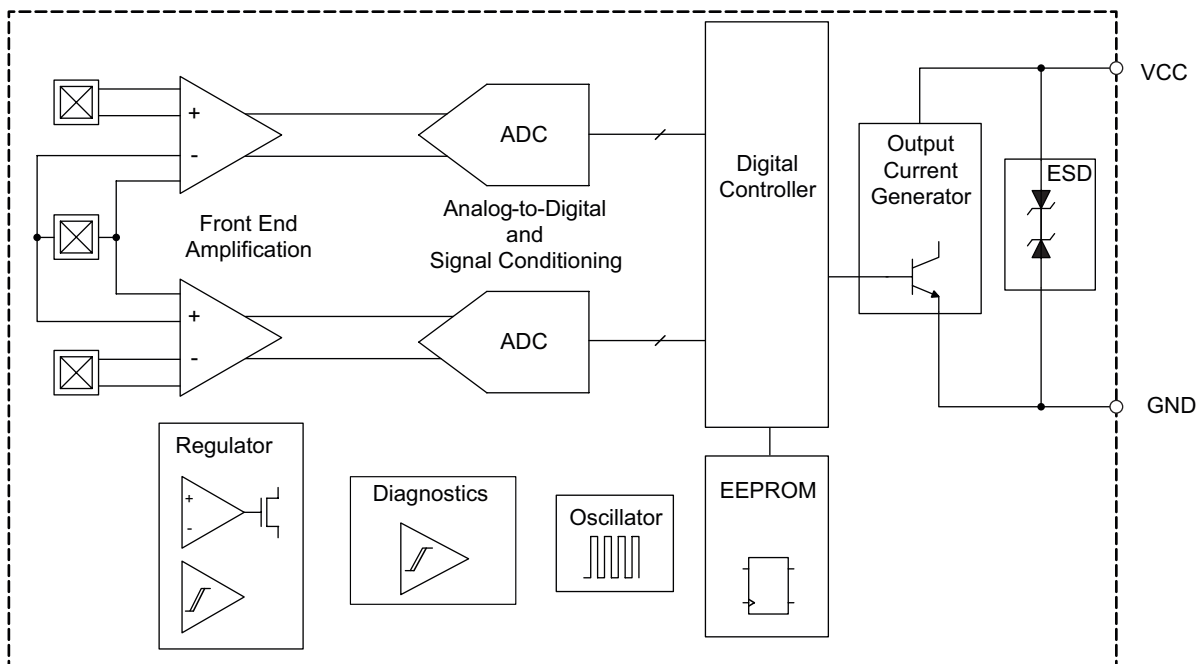 VCC
+
-
ADC
Digital
Controller
Output
Current
Generator
ESD
Front End
Amplification
Analog-to-Digital
and
Signal Conditioning
+
-
ADC
GND
Regulator
+
-
Diagnostics
Oscillator
EEPROM